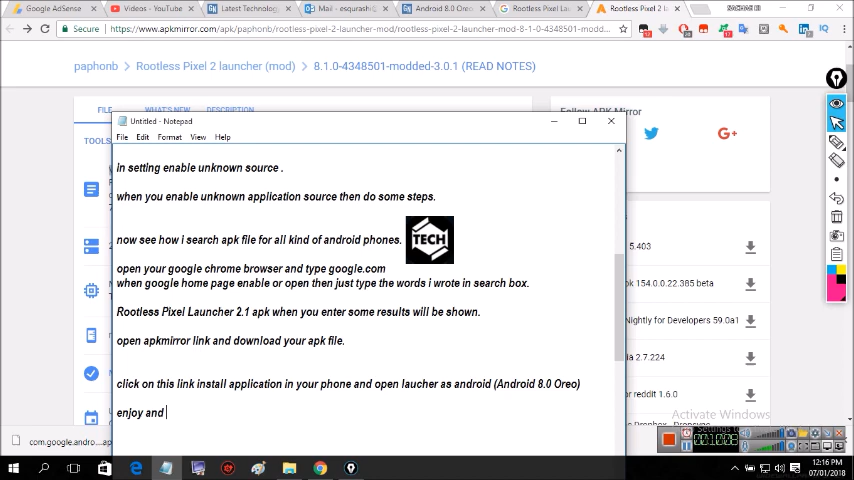 Google AdSense
Videos - YouTube
Latest Technolog
Mail - esqurash
Android 8.0 Oreo
Rootless Pixel Lau
Rootless Pixel 2 la
Secure
https://www.apkmirror.com/apk/paphonb/rootless-pixel-2-launcher-mod/rootless-pixel-2-launcher-mod-8-1-0-4348501-modd...
IQ
paphonb
Rootless Pixel 2 launcher (mod)
8.1.0-4348501-modded-3.0.1 (READ NOTES)
FILE
WHAT'S NEW
DESCRIPTION
Follow APK Mirror
TOOLS
Untitled - Notepad
File Edit Format View Help
in setting enable unknown source .
when you enable unknown application source then do some steps.
now see how i search apk file for all kind of android phones.
TECH
open your google chrome browser and type google.com
when google home page enable or open then just type the words i wrote in search box.
Rootless Pixel Launcher 2.1 apk when you enter some results will be shown.
open apkmirror link and download your apk file.
click on this link install application in your phone and open laucher as android (Android 8.0 Oreo)
enjoy and
5.403
pk 154.0.0.22.385 beta
Nightly for Developers 59.0a1
a 2.7.224
or reddit 1.6.0
Activate Windows
com.google.andro....ap
12:16 PM
07/01/2018